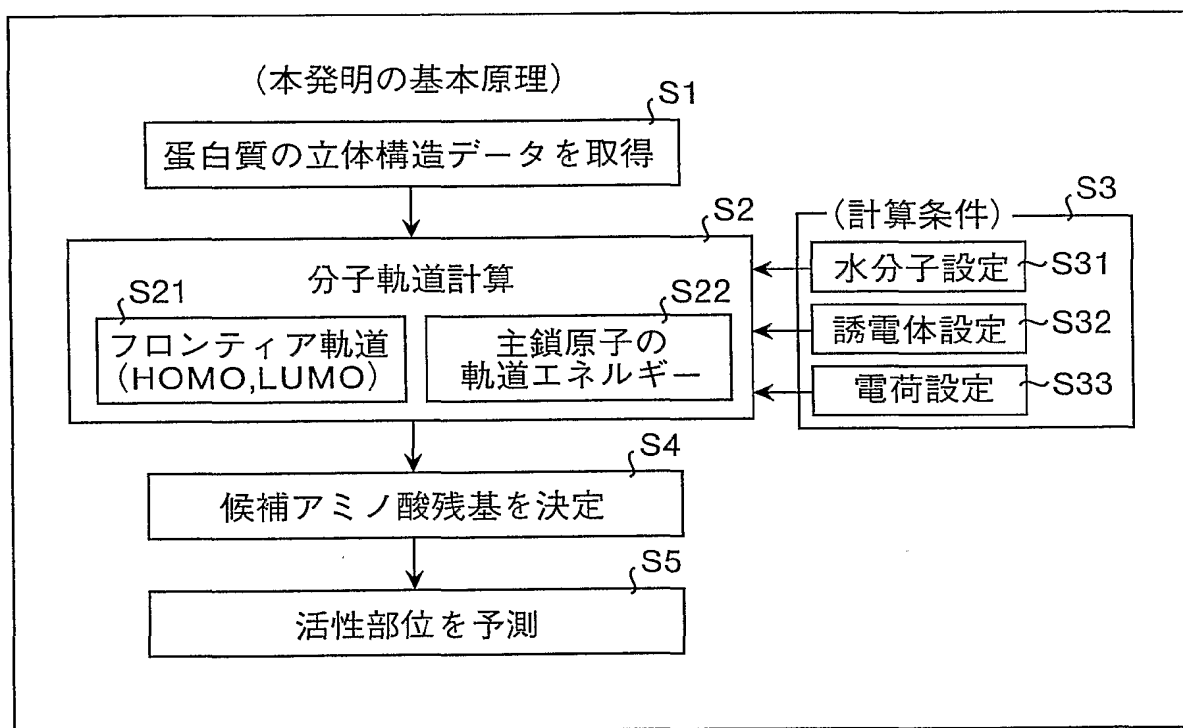 (本発明の基本原理)
S1
蛋白質の立体構造データを取得
S2
分子軌道計算
S21
フロンティア軌道
(HOMO,LUMO)
S22
主鎖原子の
軌道エネルギー
S3
(計算条件)
水分子設定
S31
誘電体設定
S32
電荷設定
S33
S4
候補アミノ酸残基を決定
S5
活性部位を予測